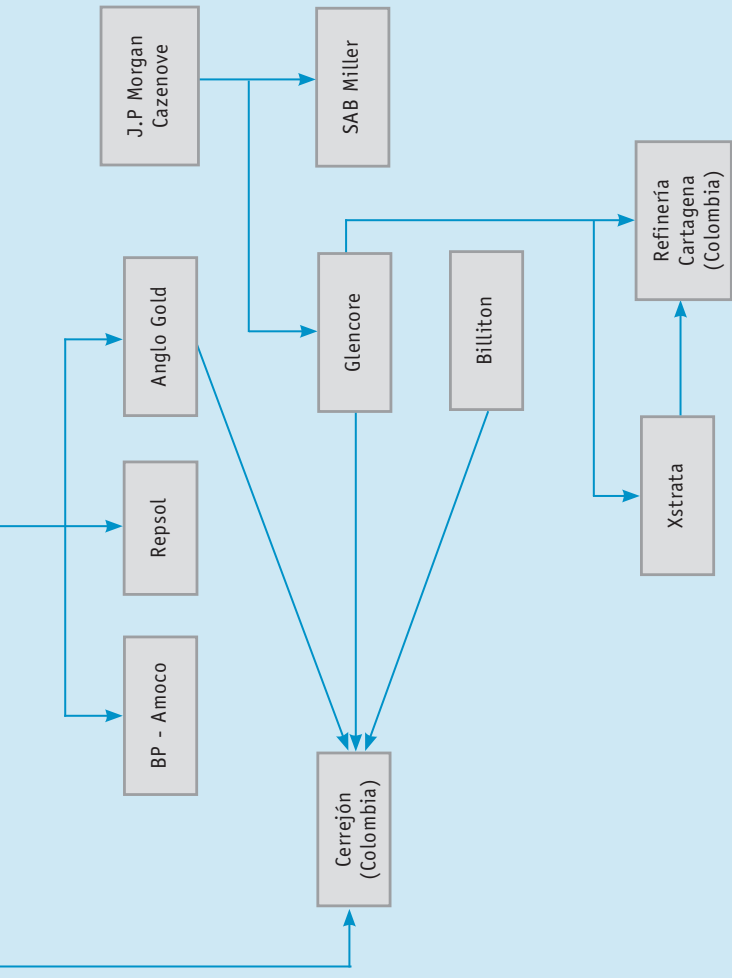 BP - Amoco
Repsol
Anglo Gold
J.P Morgan
Cazenove
Cerrejón
(Colombia)
Glencore
SAB Miller
Billiton
Xstrata
Refinería
Cartagena
(Colombia)